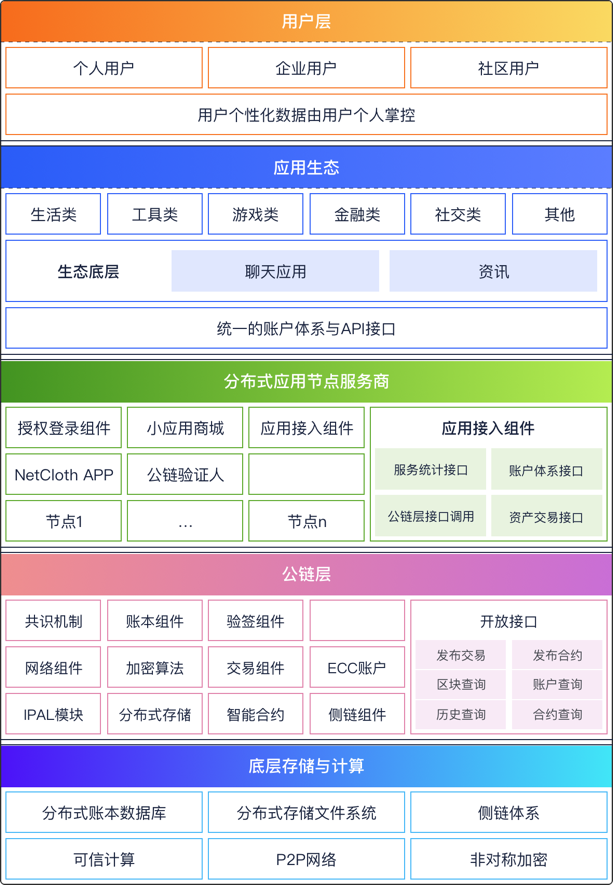 用户层
个人用户 企业用户 社区用户
用户个性化数据由用户个人掌控
应用生态
生活类 工具类 游戏类 金融类 社交类 其他
生态底层 聊天应用 资讯
统一的账户体系与API接口
分布式应用节点服务商
授权登录组件 小应用商城 应用接入组件
NetCloth APP 公链验证人
节点1 ... 节点n
应用接入组件
服务统计接口 账户体系接口
公链层接口调用 资产交易接口
公链层
共识机制 账本组件 验签组件
网络组件 加密算法 交易组件 ECC账户
IPAL模块 分布式存储 智能合约 侧链组件
开放接口
发布交易 发布合约
区块查询 账户查询
历史查询 合约查询
底层存储与计算
分布式账本数据库 分布式存储文件系统 侧链体系
可信计算 P2P网络 非对称加密